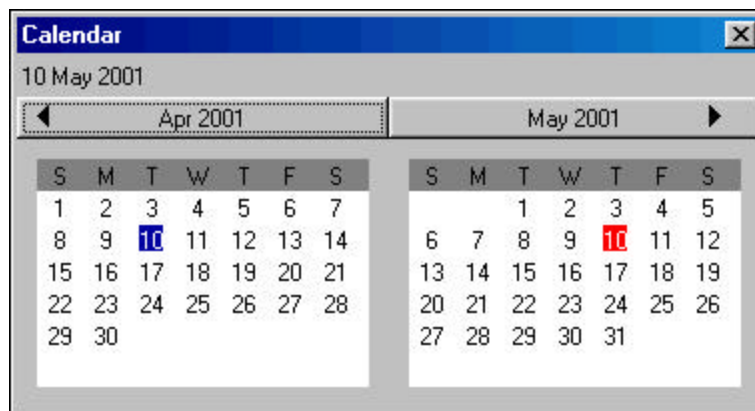 Calendar
10 May 2001
Apr 2001 May 2001
S M T W T F S S M T W T F S
1 2 3 4 5 6 7 1 2 3 4 5
8 9 10 11 12 13 14 6 7 8 9 10 11 12
15 16 17 18 19 20 21 13 14 15 16 17 18 19
22 23 24 25 26 27 28 20 21 22 23 24 25 26
29 30 27 28 29 30 31